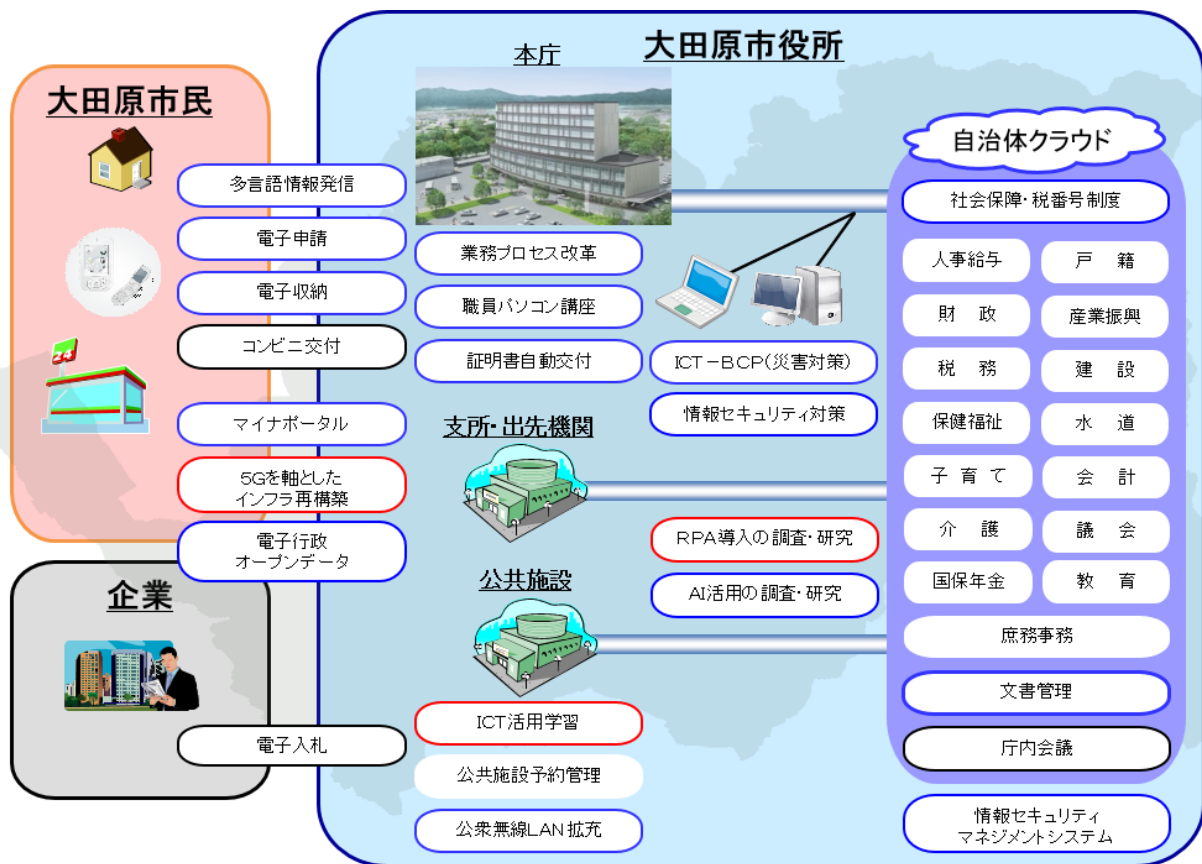 大田原市役所
本庁
大田原市民
24
多言語情報発信
電子申請
電子収納
コンビニ交付
マイナポータル
5Gを軸とした
インフラ再構築
電子行政
オープンデータ
企業
電子入札
業務プロセス改革
職員パソコン講座
証明書自動交付
ICT－BCP(災害対策)
情報セキュリティ対策
支所・出先機関
RPA導入の調査・研究
AI活用の調査・研究
公共施設
ICT活用学習
公共施設予約管理
公衆無線LAN拡充
自治体クラウド
社会保障・税番号制度
人事給与
戸　籍
財　政
産業振興
税　務
建　設
保健福祉
水　道
子 育 て
会　計
介　護
議　会
国保年金
教　育
庶務事務
文書管理
庁内会議
情報セキュリティ
マネジメントシステム